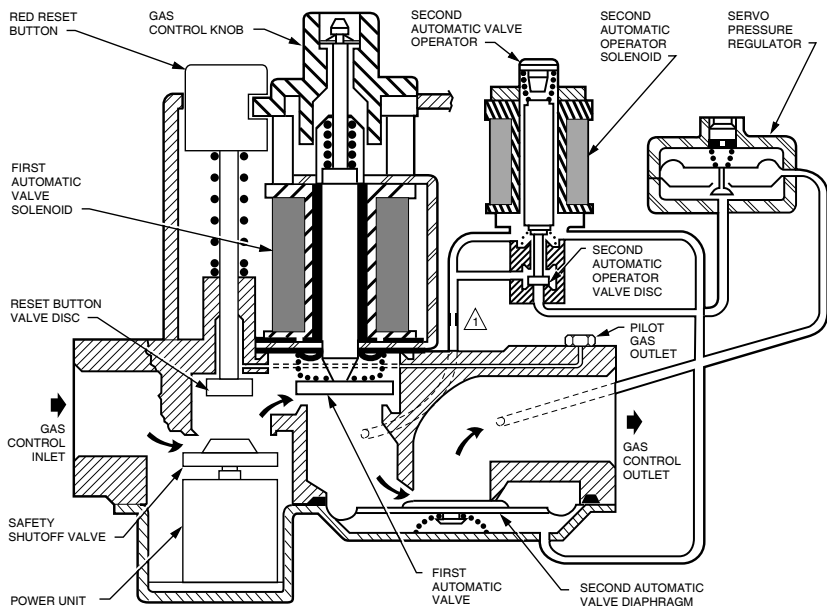 RED RESET
BUTTON
GAS
CONTROL KNOB
SECOND
AUTOMATIC VALVE
OPERATOR
SECOND
AUTOMATIC
OPERATOR
SOLENOID
SERVO
PRESSURE
REGULATOR
FIRST
AUTOMATIC
VALVE
SOLENOID
SECOND
AUTOMATIC
OPERATOR
VALVE DISC
RESET BUTTON
VALVE DISC
1
PILOT
GAS
OUTLET
GAS
CONTROL
INLET
GAS
CONTROL
OUTLET
SAFETY
SHUTOFF VALVE
POWER UNIT
FIRST
AUTOMATIC
VALVE
SECOND AUTOMATIC
VALVE DIAPHRAGM